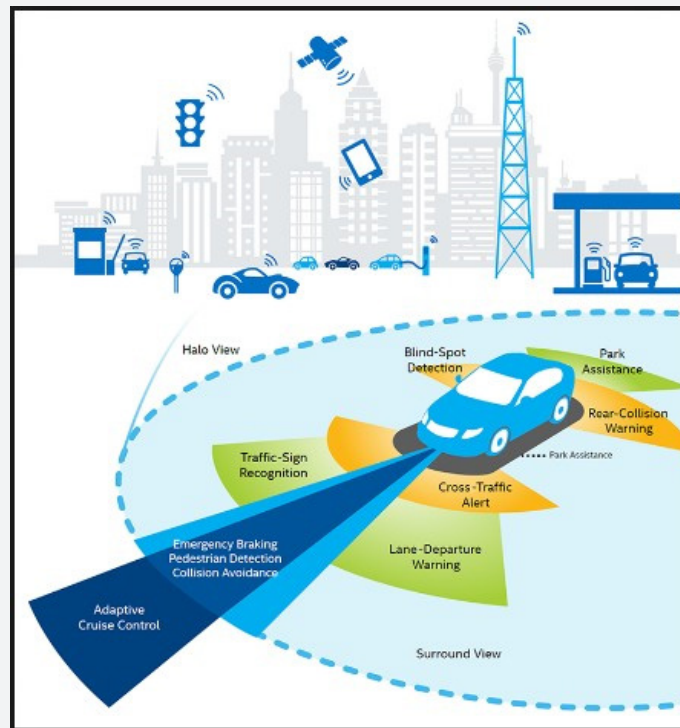 Halo View
Blind-Spot
Detection
Park
Assistance
Rear-Collision
Warning
Park Assistance
Traffic-Sign
Recognition
Cross-Traffic
Alert
Emergency Braking
Pedestrian Detection
Collision Avoidance
Lane-Departure
Warning
Adaptive
Cruise Control
Surround View